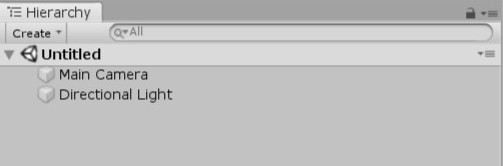 Hierarchy
Create All
Untitled
Main Camera
Directional Light